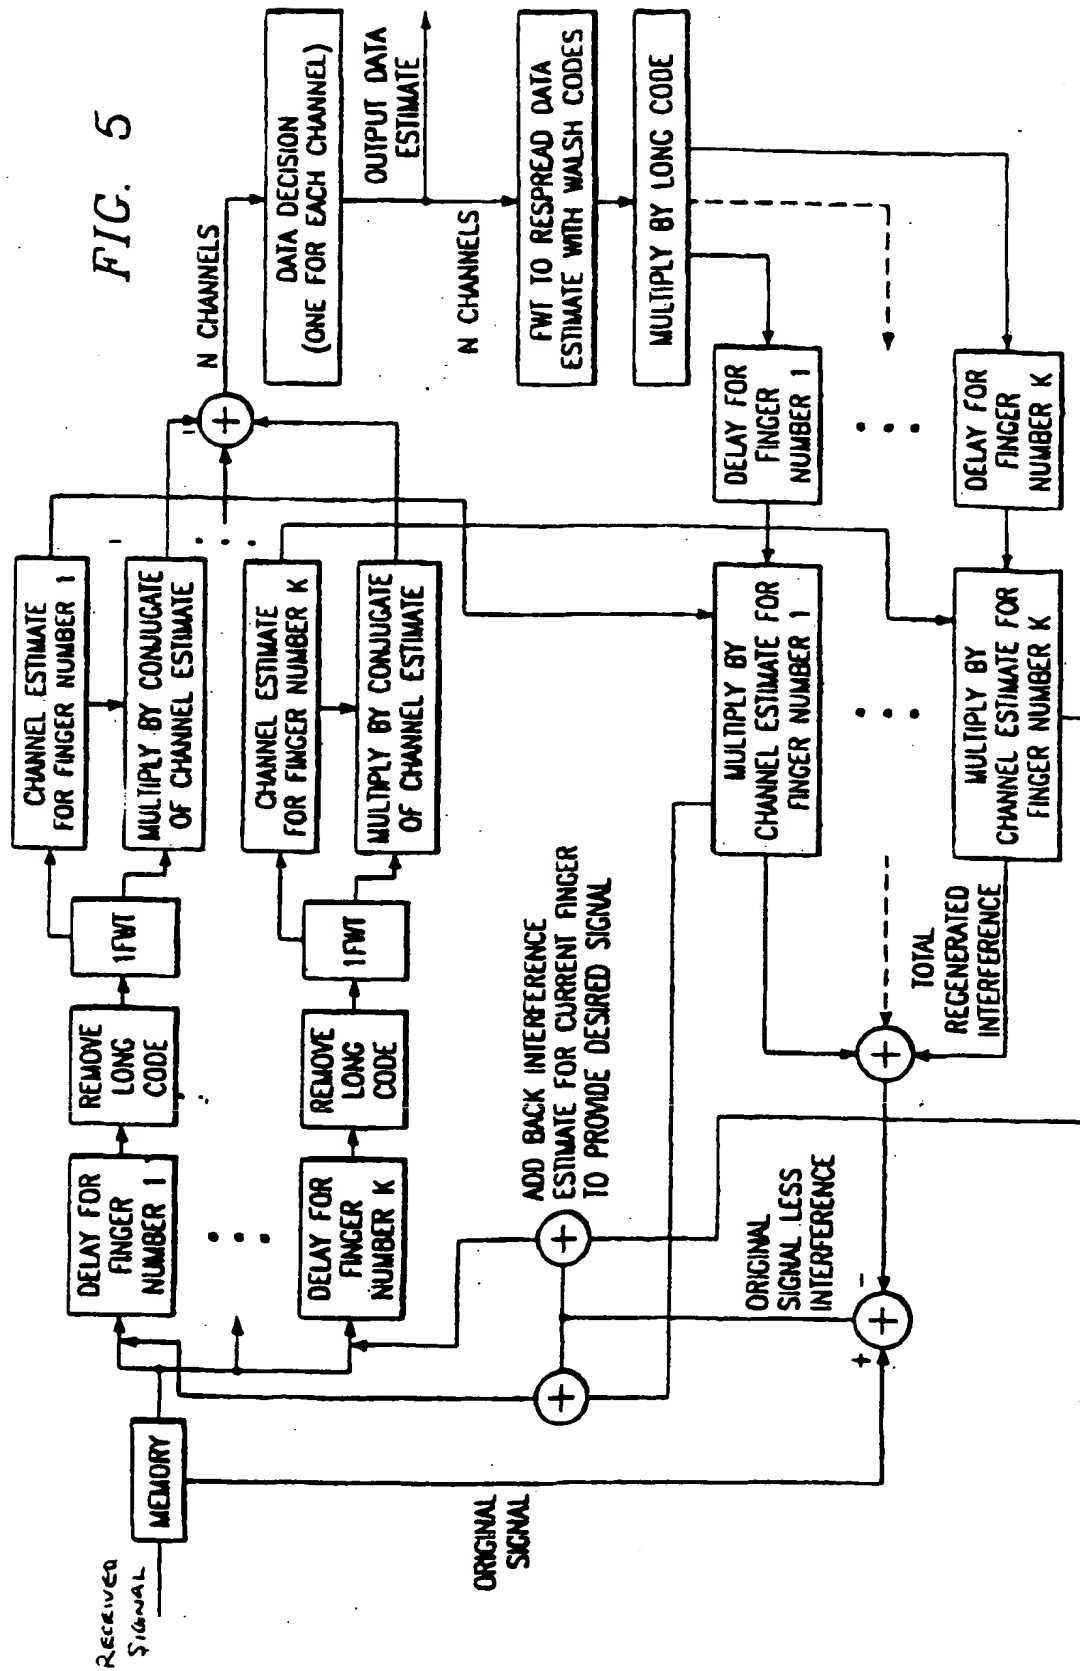 FIG. 5
RECEIVED
SIGNAL
MEMORY
DELAY FOR
FINGER
NUMBER 1
REMOVE
LONG
CODE
1FWT
CHANNEL ESTIMATE
FOR FINGER NUMBER 1
MULTIPLY BY CONJUGATE
OF CHANNEL ESTIMATE
DELAY FOR
FINGER
NUMBER K
REMOVE
LONG
CODE
1FWT
CHANNEL ESTIMATE
FOR FINGER NUMBER K
MULTIPLY BY CONJUGATE
OF CHANNEL ESTIMATE
-
+
N CHANNELS
DATA DECISION
(ONE FOR EACH CHANNEL)
OUTPUT DATA
ESTIMATE
N CHANNELS
FWT TO RESPREAD DATA
ESTIMATE WITH WALSH CODES
MULTIPLY BY LONG CODE
DELAY FOR
FINGER
NUMBER 1
DELAY FOR
FINGER
NUMBER K
MULTIPLY BY
CHANNEL ESTIMATE FOR
FINGER NUMBER 1
MULTIPLY BY
CHANNEL ESTIMATE FOR
FINGER NUMBER K
TOTAL
REGENERATED
INTERFERENCE
+
ADD BACK INTERFERENCE
ESTIMATE FOR CURRENT FINGER
TO PROVIDE DESIRED SIGNAL
+
+
ORIGINAL
SIGNAL LESS
INTERFERENCE
-
+
+
ORIGINAL
SIGNAL